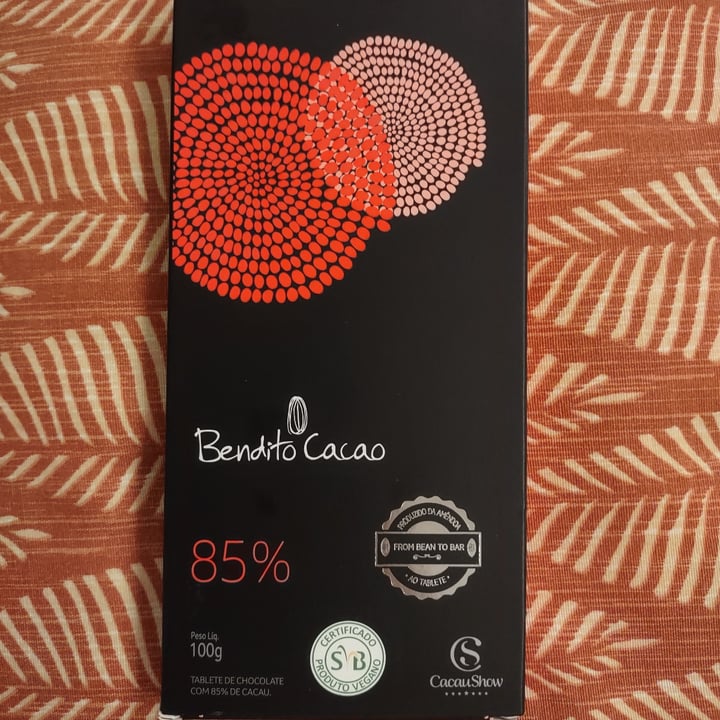 Bendito Cacao
85%
PRODUZIDO DA AMÊNDOA
FROM BEAN TO BAR
• AO TABLETE •
Peso Líq.
100g
TABLETE DE CHOCOLATE
COM 85% DE CACAU.
CERTIFICADO
SVB
PRODUTO VEGANO
CS
CacauShow